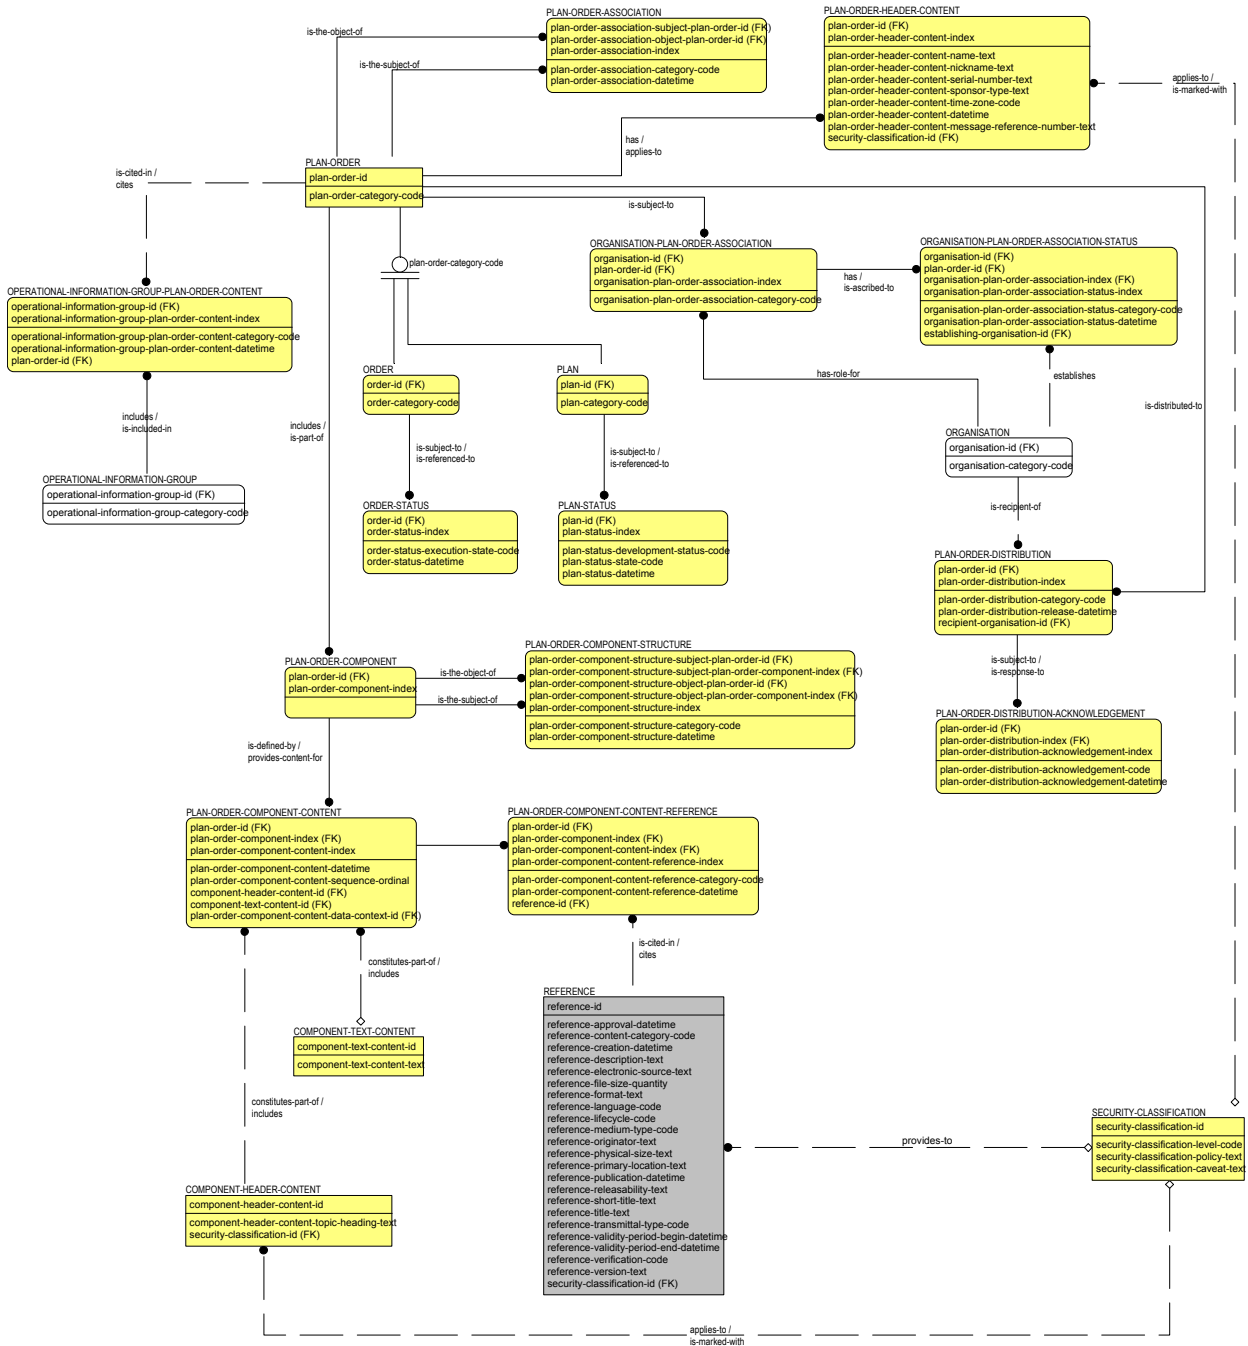 PLAN-ORDER-ASSOCIATION
plan-order-association-subject-plan-order-id (FK)
plan-order-association-object-plan-order-id (FK)
plan-order-association-index
plan-order-association-category-code
plan-order-association-datetime
PLAN-ORDER-HEADER-CONTENT
plan-order-id (FK)
plan-order-header-content-index
plan-order-header-content-name-text
plan-order-header-content-nickname-text
plan-order-header-content-serial-number-text
plan-order-header-content-sponsor-type-text
plan-order-header-content-time-zone-code
plan-order-header-content-datetime
plan-order-header-content-message-reference-number-text
security-classification-id (FK)
is-the-object-of
is-the-subject-of
applies-to /
is-marked-with
has /
applies-to
PLAN-ORDER
plan-order-id
plan-order-category-code
is-cited-in /
cites
is-subject-to
plan-order-category-code
ORGANISATION-PLAN-ORDER-ASSOCIATION
organisation-id (FK)
plan-order-id (FK)
organisation-plan-order-association-index
organisation-plan-order-association-category-code
has /
is-ascribed-to
ORGANISATION-PLAN-ORDER-ASSOCIATION-STATUS
organisation-id (FK)
plan-order-id (FK)
organisation-plan-order-association-index (FK)
organisation-plan-order-association-status-index
organisation-plan-order-association-status-category-code
organisation-plan-order-association-status-datetime
establishing-organisation-id (FK)
OPERATIONAL-INFORMATION-GROUP-PLAN-ORDER-CONTENT
operational-information-group-id (FK)
operational-information-group-plan-order-content-index
operational-information-group-plan-order-content-category-code
operational-information-group-plan-order-content-datetime
plan-order-id (FK)
includes /
is-included-in
OPERATIONAL-INFORMATION-GROUP
operational-information-group-id (FK)
operational-information-group-category-code
includes /
is-part-of
ORDER
order-id (FK)
order-category-code
PLAN
plan-id (FK)
plan-category-code
has-role-for
establishes
is-distributed-to
is-subject-to /
is-referenced-to
is-subject-to /
is-referenced-to
ORGANISATION
organisation-id (FK)
organisation-category-code
ORDER-STATUS
order-id (FK)
order-status-index
order-status-execution-state-code
order-status-datetime
PLAN-STATUS
plan-id (FK)
plan-status-index
plan-status-development-status-code
plan-status-state-code
plan-status-datetime
is-recipient-of
PLAN-ORDER-DISTRIBUTION
plan-order-id (FK)
plan-order-distribution-index
plan-order-distribution-category-code
plan-order-distribution-release-datetime
recipient-organisation-id (FK)
is-subject-to /
is-response-to
PLAN-ORDER-DISTRIBUTION-ACKNOWLEDGEMENT
plan-order-id (FK)
plan-order-distribution-index (FK)
plan-order-distribution-acknowledgement-index
plan-order-distribution-acknowledgement-code
plan-order-distribution-acknowledgement-datetime
PLAN-ORDER-COMPONENT
plan-order-id (FK)
plan-order-component-index
is-the-object-of
is-the-subject-of
PLAN-ORDER-COMPONENT-STRUCTURE
plan-order-component-structure-subject-plan-order-id (FK)
plan-order-component-structure-subject-plan-order-component-index (FK)
plan-order-component-structure-object-plan-order-id (FK)
plan-order-component-structure-object-plan-order-component-index (FK)
plan-order-component-structure-index
plan-order-component-structure-category-code
plan-order-component-structure-datetime
is-defined-by /
provides-content-for
PLAN-ORDER-COMPONENT-CONTENT
plan-order-id (FK)
plan-order-component-index (FK)
plan-order-component-content-index
plan-order-component-content-datetime
plan-order-component-content-sequence-ordinal
component-header-content-id (FK)
component-text-content-id (FK)
plan-order-component-content-data-context-id (FK)
PLAN-ORDER-COMPONENT-CONTENT-REFERENCE
plan-order-id (FK)
plan-order-component-index (FK)
plan-order-component-content-index (FK)
plan-order-component-content-reference-index
plan-order-component-content-reference-category-code
plan-order-component-content-reference-datetime
reference-id (FK)
constitutes-part-of /
includes
is-cited-in /
cites
COMPONENT-TEXT-CONTENT
component-text-content-id
component-text-content-text
REFERENCE
reference-id
reference-approval-datetime
reference-content-category-code
reference-creation-datetime
reference-description-text
reference-electronic-source-text
reference-file-size-quantity
reference-format-text
reference-language-code
reference-lifecycle-code
reference-medium-type-code
reference-originator-text
reference-physical-size-text
reference-primary-location-text
reference-publication-datetime
reference-releasability-text
reference-short-title-text
reference-title-text
reference-transmittal-type-code
reference-validity-period-begin-datetime
reference-validity-period-end-datetime
reference-verification-code
reference-version-text
security-classification-id (FK)
constitutes-part-of /
includes
provides-to
SECURITY-CLASSIFICATION
security-classification-id
security-classification-level-code
security-classification-policy-text
security-classification-caveat-text
COMPONENT-HEADER-CONTENT
component-header-content-id
component-header-content-topic-heading-text
security-classification-id (FK)
applies-to /
is-marked-with